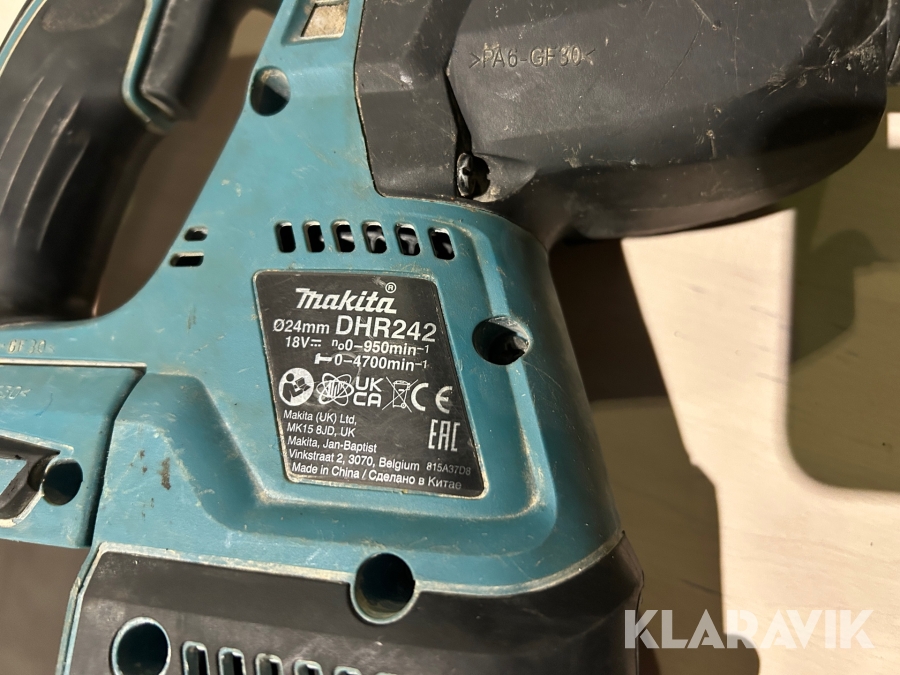 >PA6-GF30<
makita®
Ø24mm DHR242
18V⎓ n₀0-950min⁻¹
0-4700min⁻¹
UK
CA
CE
Makita (UK) Ltd,
MK15 8JD, UK
Makita, Jan-Baptist
Vinkstraat 2, 3070, Belgium 815A37D8
Made in China / Сделано в Китае
EAC
KLARAVIK